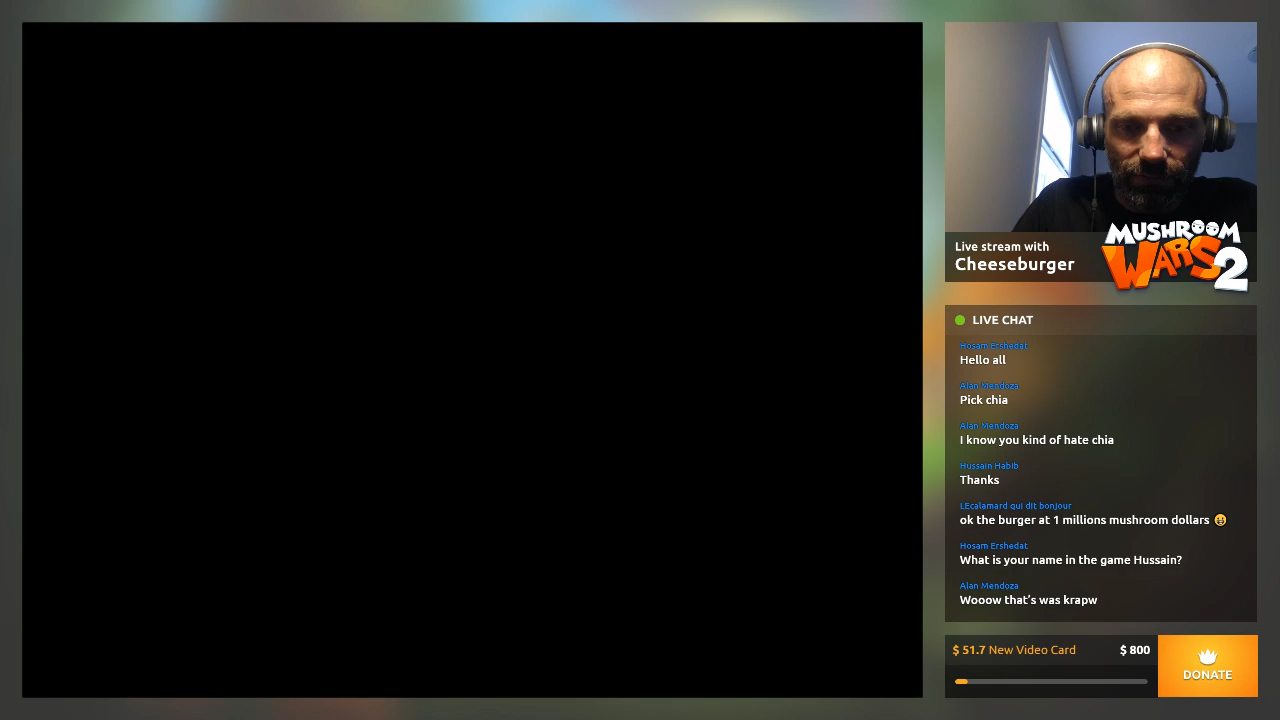 Live stream with
Cheeseburger
MUSHROOM
WARS 2
LIVE CHAT
Hosam Ershedat
Hello all
Alan Mendoza
Pick chia
Alan Mendoza
I know you kind of hate chia
Hussain Habib
Thanks
LEcalamard qui dit bonjour
ok the burger at 1 millions mushroom dollars
Hosam Ershedat
What is your name in the game Hussain?
Alan Mendoza
Wooow that's was krapw
$ 51.7 New Video Card $ 800
DONATE